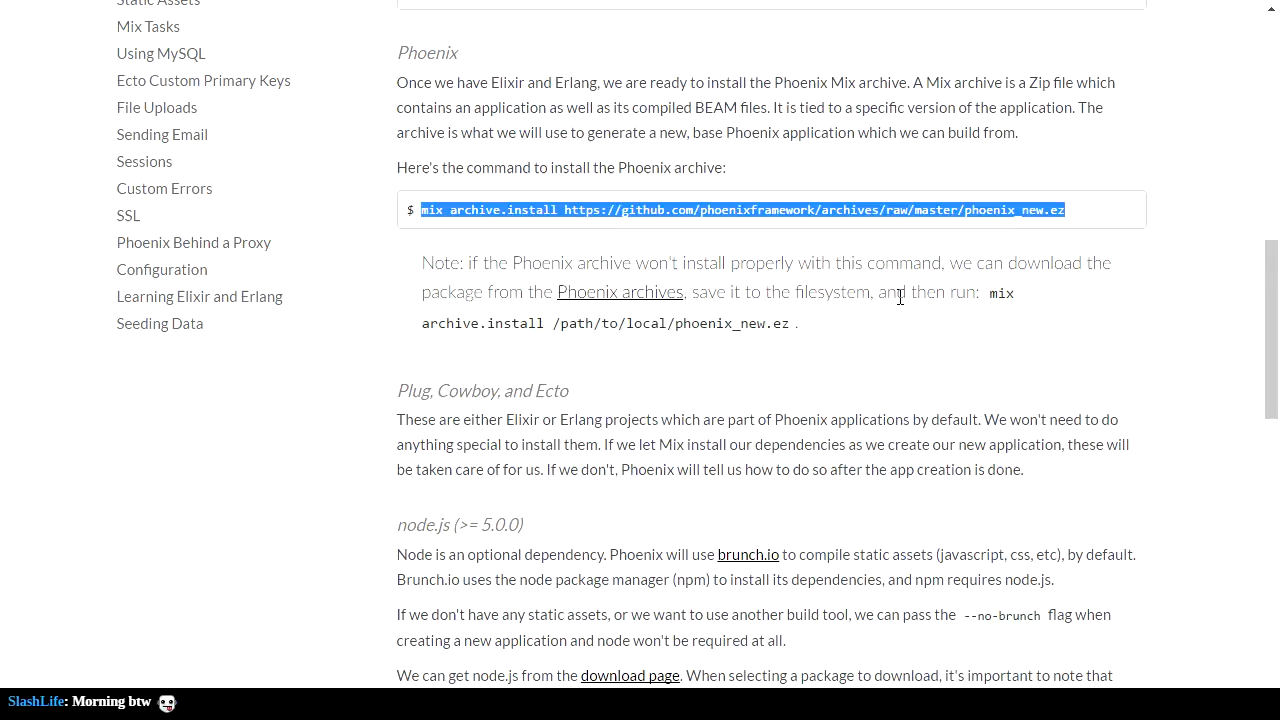 Static Assets
Mix Tasks
Using MySQL
Ecto Custom Primary Keys
File Uploads
Sending Email
Sessions
Custom Errors
SSL
Phoenix Behind a Proxy
Configuration
Learning Elixir and Erlang
Seeding Data
Phoenix
Once we have Elixir and Erlang, we are ready to install the Phoenix Mix archive. A Mix archive is a Zip file which
contains an application as well as its compiled BEAM files. It is tied to a specific version of the application. The
archive is what we will use to generate a new, base Phoenix application which we can build from.
Here's the command to install the Phoenix archive:
$ mix archive.install https://github.com/phoenixframework/archives/raw/master/phoenix_new.ez
Note: if the Phoenix archive won't install properly with this command, we can download the
package from the Phoenix archives, save it to the filesystem, and then run: mix
archive.install /path/to/local/phoenix_new.ez .
Plug, Cowboy, and Ecto
These are either Elixir or Erlang projects which are part of Phoenix applications by default. We won't need to do
anything special to install them. If we let Mix install our dependencies as we create our new application, these will
be taken care of for us. If we don't, Phoenix will tell us how to do so after the app creation is done.
node.js (>= 5.0.0)
Node is an optional dependency. Phoenix will use brunch.io to compile static assets (javascript, css, etc), by default.
Brunch.io uses the node package manager (npm) to install its dependencies, and npm requires node.js.
If we don't have any static assets, or we want to use another build tool, we can pass the --no-brunch flag when
creating a new application and node won't be required at all.
We can get node.js from the download page. When selecting a package to download, it's important to note that
SlashLife: Morning btw